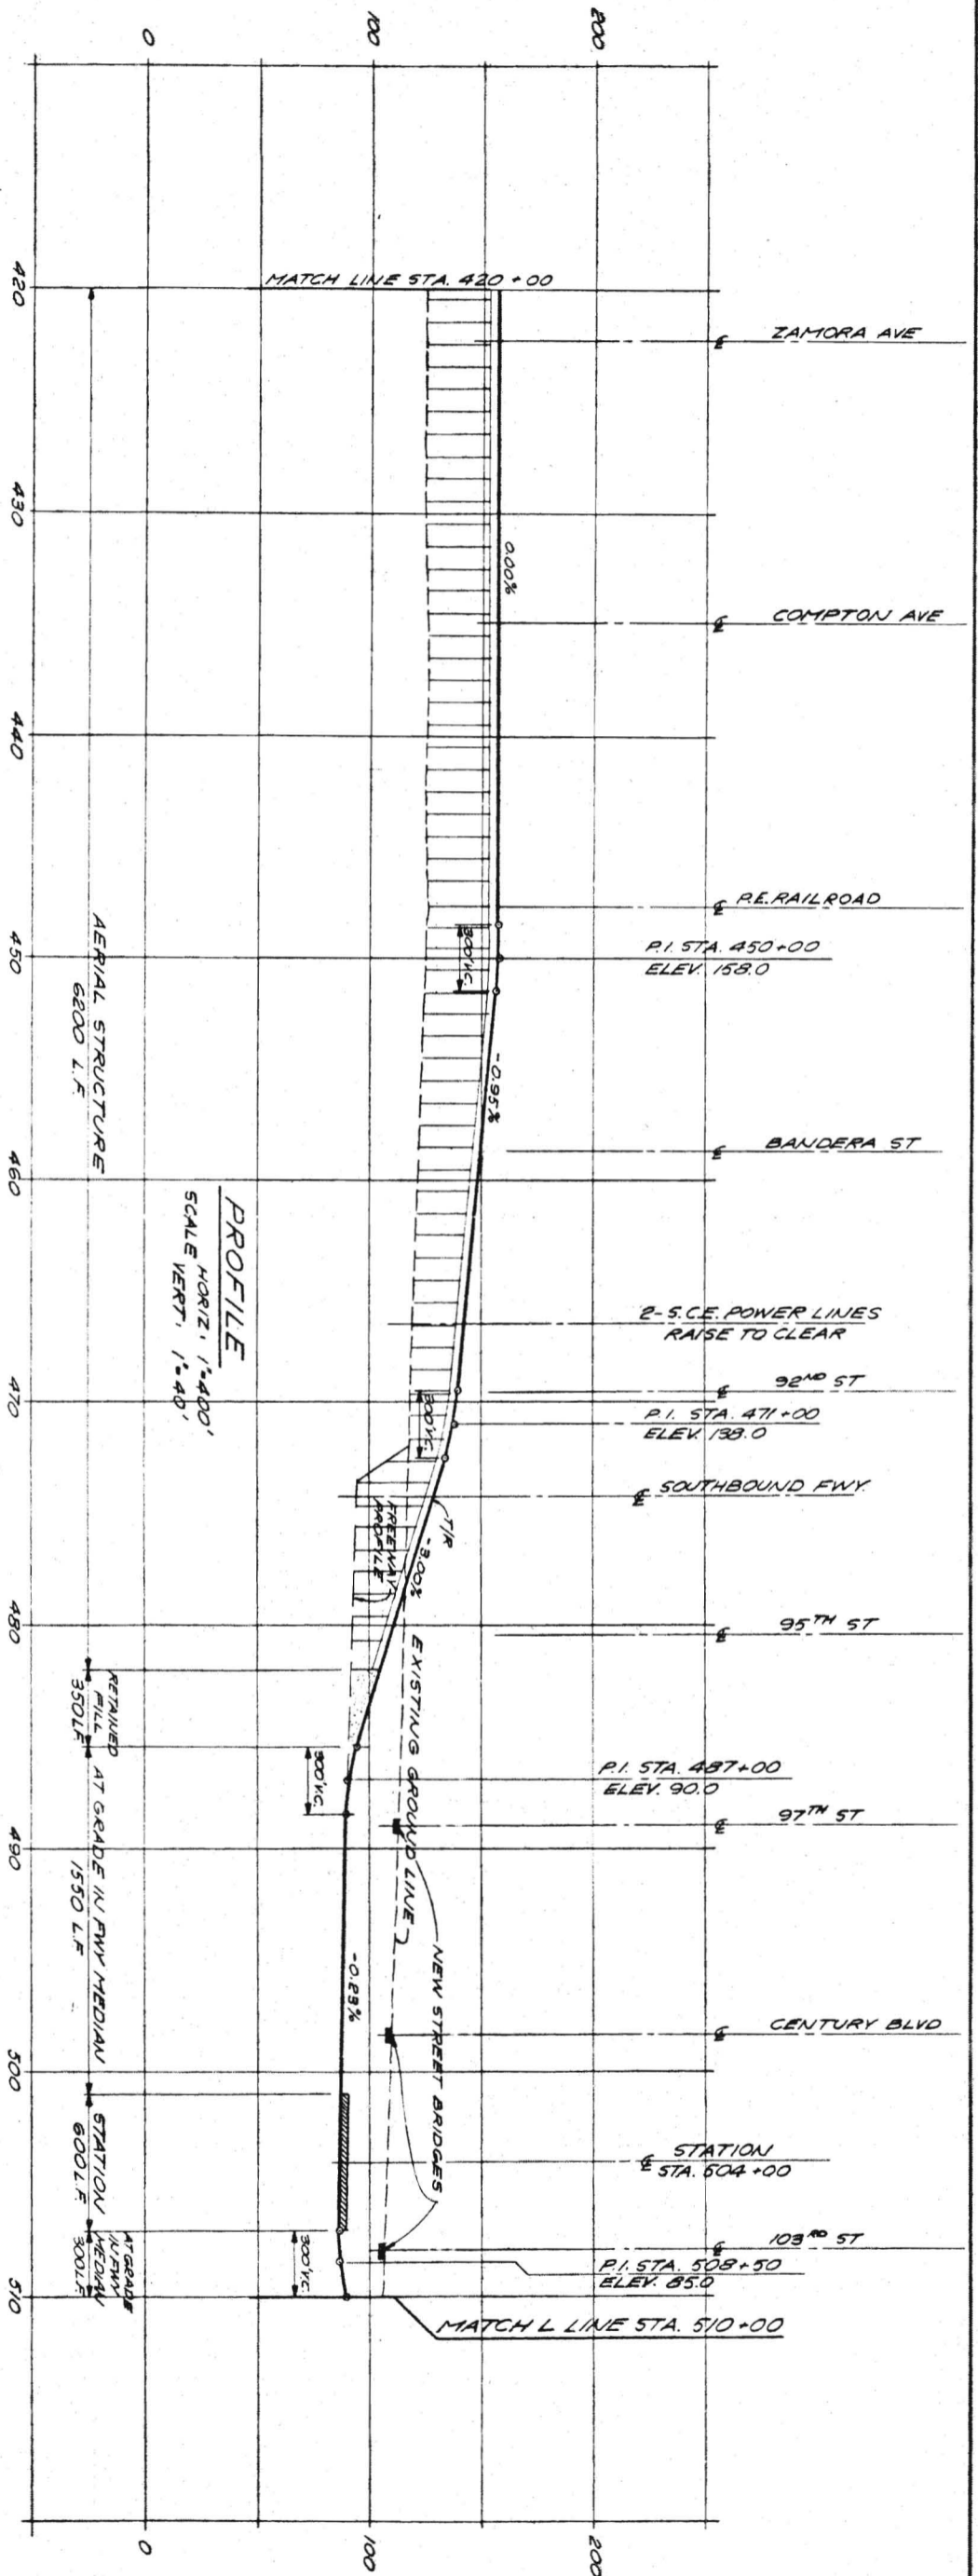 0
100
200
MATCH LINE STA. 420+00
420
430
440
450
460
470
480
490
500
510
ZAMORA AVE
COMPTON AVE
P.E. RAILROAD
P.I. STA. 450+00
ELEV. 158.0
BANDERA ST
2-S.C.E. POWER LINES
RAISE TO CLEAR
92ND ST
P.I. STA. 471+00
ELEV. 138.0
SOUTHBOUND FWY.
95TH ST
P.I. STA. 487+00
ELEV. 90.0
97TH ST
CENTURY BLVD
STATION
STA. 504+00
103RD ST
P.I. STA. 508+50
ELEV. 85.0
MATCH L LINE STA. 510+00
0.00%
300'V.C.
-0.95%
300'V.C.
T/R
-3.00%
FREEWAY
PROFILE
EXISTING GROUND LINE
300'V.C.
NEW STREET BRIDGES
-0.23%
300'V.C.
PROFILE
SCALE HORIZ: 1"=400'
VERT: 1"=40'
AERIAL STRUCTURE
6200 L.F.
RETAINED
FILL
350LF
AT GRADE IN FWY MEDIAN
1550 L.F.
STATION
600L.F.
AT GRADE
IN FWY
MEDIAN
300L.F.
0
100
200